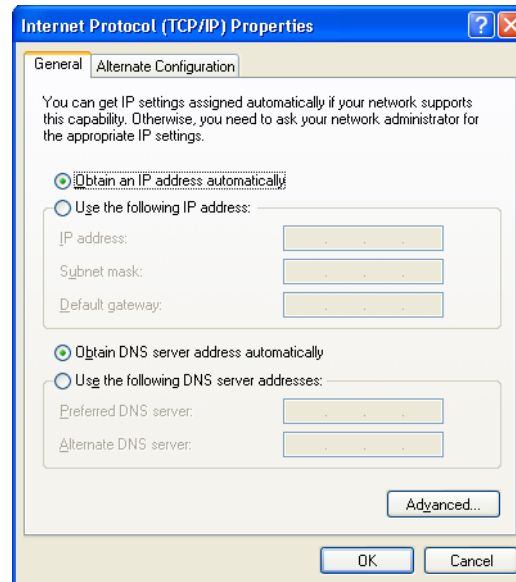 Internet Protocol (TCP/IP) Properties
General
Alternate Configuration
You can get IP settings assigned automatically if your network supports
this capability. Otherwise, you need to ask your network administrator for
the appropriate IP settings.
Obtain an IP address automatically
Use the following IP address:
IP address:
Subnet mask:
Default gateway:
Obtain DNS server address automatically
Use the following DNS server addresses:
Preferred DNS server:
Alternate DNS server:
Advanced...
OK
Cancel